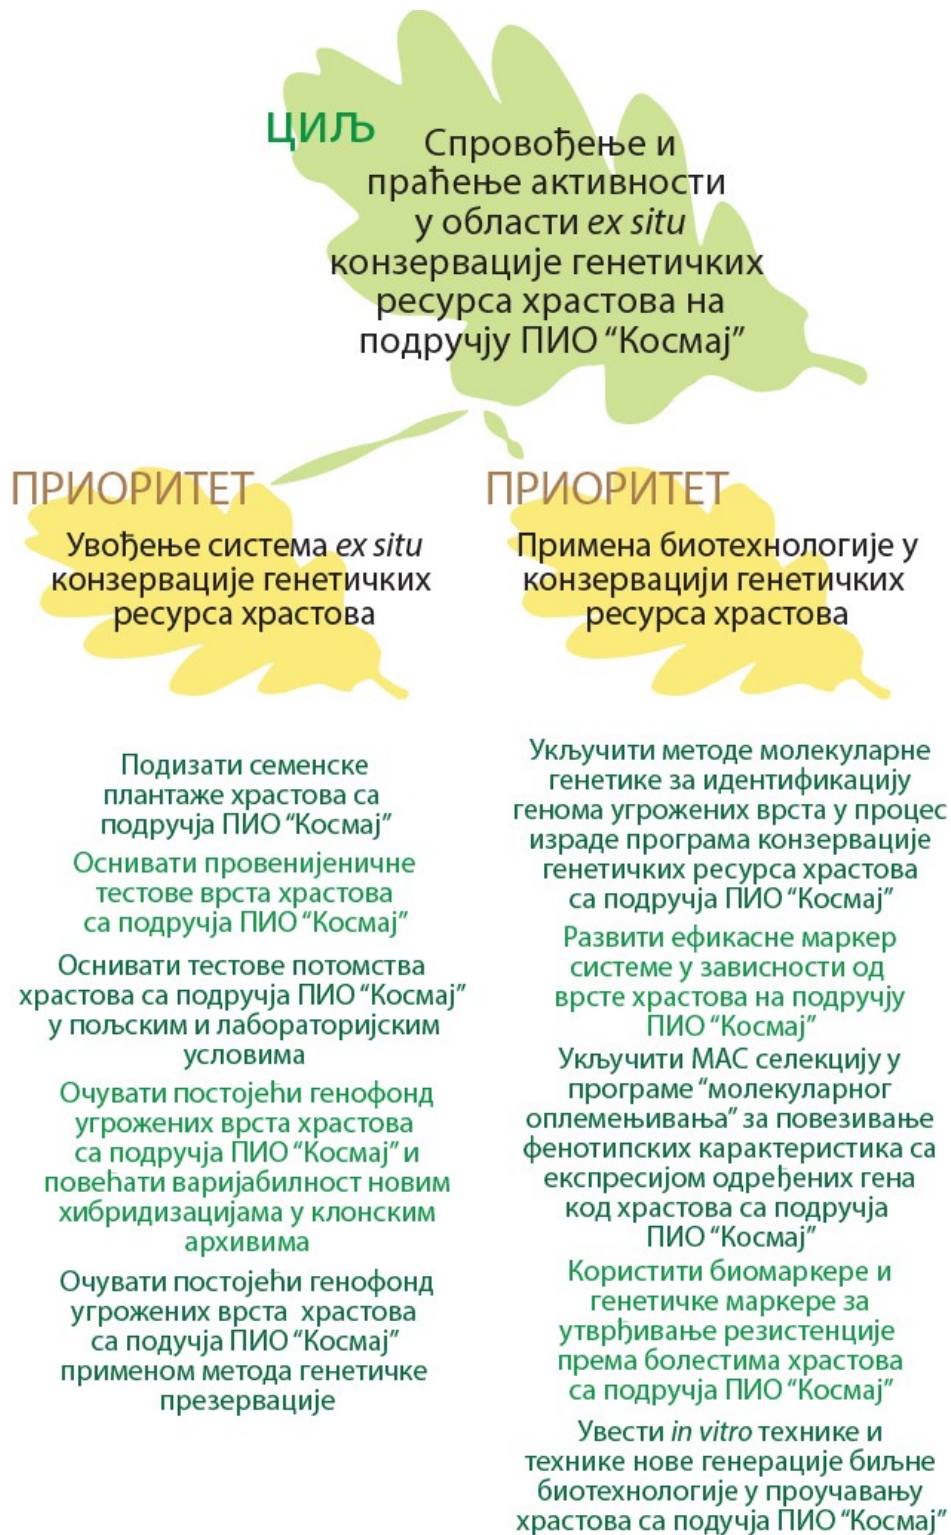 ЦИЉ
Спровођење и
праћење активности
у области ex situ
конзервације генетичких
ресурса храстова на
подручју ПИО “Космај”
ПРИОРИТЕТ
Увођење система ex situ
конзервације генетичких
ресурса храстова
Подизати семенске
плантаже храстова са
подручја ПИО “Космај”
Оснивати провенијеничне
тестове врста храстова
са подручја ПИО “Космај”
Оснивати тестове потомства
храстова са подручја ПИО “Космај”
у пољским и лабораторијским
условима
Очувати постојећи генофонд
угрожених врста храстова
са подручја ПИО “Космај” и
повећати варијабилност новим
хибридизацијама у клонским
архивима
Очувати постојећи генофонд
угрожених врста храстова
са подучја ПИО “Космај”
применом метода генетичке
презервације
ПРИОРИТЕТ
Примена биотехнологије у
конзервацији генетичких
ресурса храстова
Укључити методе молекуларне
генетике за идентификацију
генома угрожених врста у процес
израде програма конзервације
генетичких ресурса храстова
са подручја ПИО “Космај”
Развити ефикасне маркер
системе у зависности од
врсте храстова на подручју
ПИО “Космај”
Укључити МАС селекцију у
програме “молекуларног
оплемењивања” за повезивање
фенотипских карактеристика са
експресијом одређених гена
код храстова са подручја
ПИО “Космај”
Користити биомаркере и
генетичке маркере за
утврђивање резистенције
према болестима храстова
са подручја ПИО “Космај”
Увести in vitro технике и
технике нове генерације биљне
биотехнологије у проучавању
храстова са подучја ПИО “Космај”